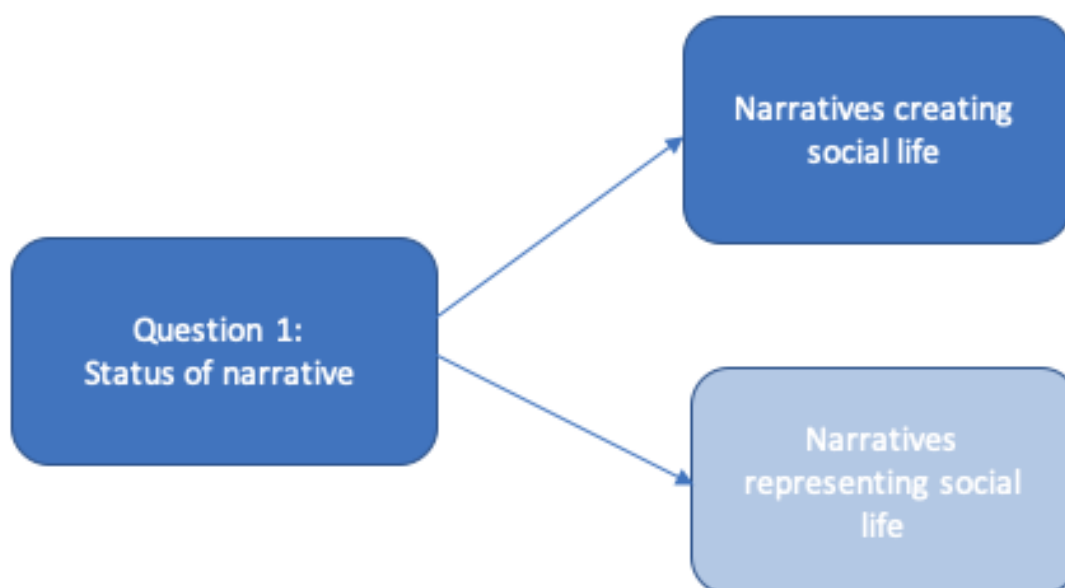 Narratives creating
social life
Question 1:
Status of narrative
Narratives
representing social
life